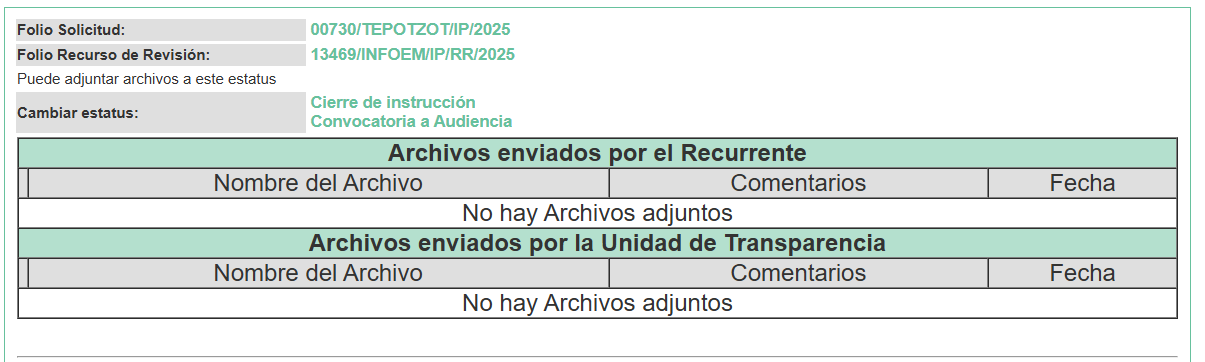 Folio Solicitud: 00730/TEPOTZOT/IP/2025
Folio Recurso de Revisión: 13469/INFOEM/IP/RR/2025
Puede adjuntar archivos a este estatus
Cambiar estatus: Cierre de instrucción
Convocatoria a Audiencia
Archivos enviados por el Recurrente
Nombre del Archivo Comentarios Fecha
No hay Archivos adjuntos
Archivos enviados por la Unidad de Transparencia
Nombre del Archivo Comentarios Fecha
No hay Archivos adjuntos